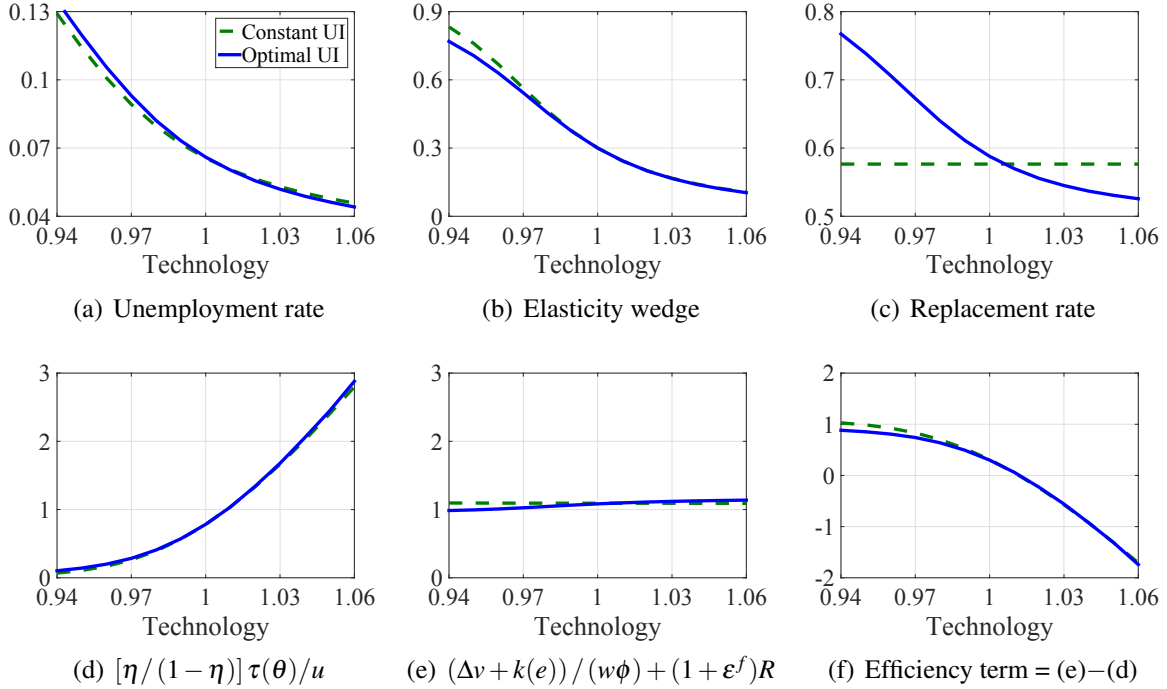 0.13
0.1
0.07
0.04
0.94 0.97 1 1.03 1.06
Technology
Constant UI
Optimal UI
(a) Unemployment rate
0.9
0.6
0.3
0
0.94 0.97 1 1.03 1.06
Technology
(b) Elasticity wedge
0.8
0.7
0.6
0.5
0.94 0.97 1 1.03 1.06
Technology
(c) Replacement rate
3
2
1
0
0.94 0.97 1 1.03 1.06
Technology
(d) [η/(1−η)] τ(θ)/u
3
2
1
0
0.94 0.97 1 1.03 1.06
Technology
(e) (Δv+k(e))/(wϕ)+(1+ε^f)R
2
1
0
-1
-2
0.94 0.97 1 1.03 1.06
Technology
(f) Efficiency term = (e)−(d)